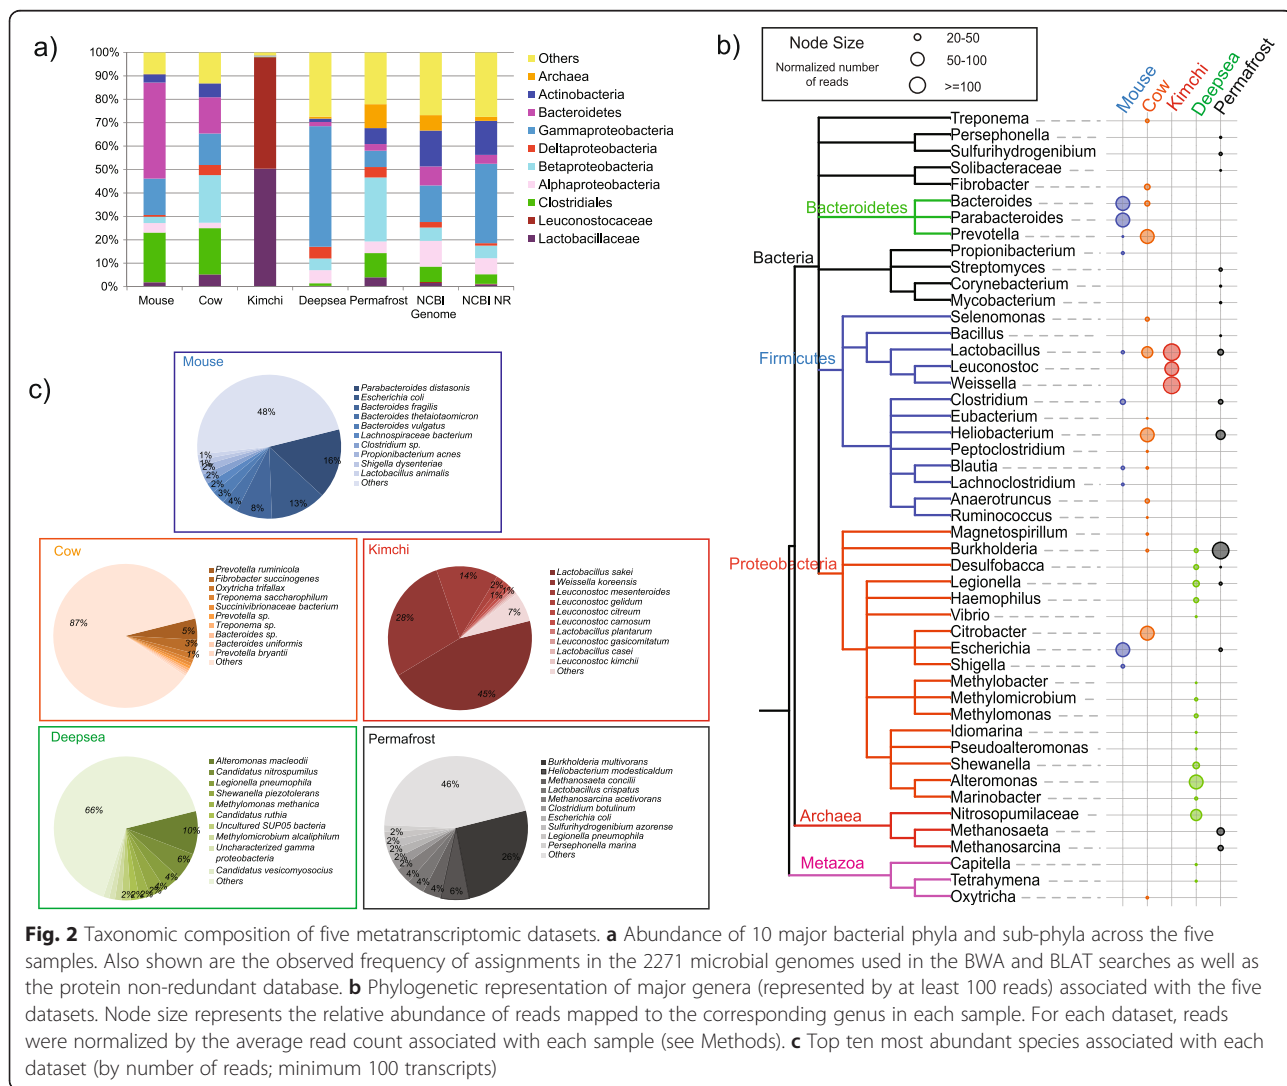 a)
100%
90%
80%
70%
60%
50%
40%
30%
20%
10%
0%
Mouse
Cow
Kimchi
Deepsea
Permafrost
NCBI
Genome
NCBI NR
Others
Archaea
Actinobacteria
Bacteroidetes
Gammaproteobacteria
Deltaproteobacteria
Betaproteobacteria
Alphaproteobacteria
Clostridiales
Leuconostocaceae
Lactobacillaceae
b)
Node Size
Normalized number
of reads
20-50
50-100
>=100
Mouse
Cow
Kimchi
Deepsea
Permafrost
Bacteria
Bacteroidetes
Firmicutes
Proteobacteria
Archaea
Metazoa
Treponema
Persephonella
Sulfurihydrogenibium
Solibacteraceae
Fibrobacter
Bacteroides
Parabacteroides
Prevotella
Propionibacterium
Streptomyces
Corynebacterium
Mycobacterium
Selenomonas
Bacillus
Lactobacillus
Leuconostoc
Weissella
Clostridium
Eubacterium
Heliobacterium
Peptoclostridium
Blautia
Lachnoclostridium
Anaerotruncus
Ruminococcus
Magnetospirillum
Burkholderia
Desulfobacca
Legionella
Haemophilus
Vibrio
Citrobacter
Escherichia
Shigella
Methylobacter
Methylomicrobium
Methylomonas
Idiomarina
Pseudoalteromonas
Shewanella
Alteromonas
Marinobacter
Nitrosopumilaceae
Methanosaeta
Methanosarcina
Capitella
Tetrahymena
Oxytricha
c)
Mouse
48%
16%
13%
8%
4%
3%
2%
2%
2%
1%
1%
Parabacteroides distasonis
Escherichia coli
Bacteroides fragilis
Bacteroides thetaiotaomicron
Bacteroides vulgatus
Lachnospiraceae bacterium
Clostridium sp.
Propionibacterium acnes
Shigella dysenteriae
Lactobacillus animalis
Others
Cow
87%
5%
3%
1%
Prevotella ruminicola
Fibrobacter succinogenes
Oxytricha trifallax
Treponema saccharophilum
Succinivibrionaceae bacterium
Prevotella sp.
Treponema sp.
Bacteroides sp.
Bacteroides uniformis
Prevotella bryantii
Others
Kimchi
14%
2%
1%
1%
7%
28%
45%
Lactobacillus sakei
Weissella koreensis
Leuconostoc mesenteroides
Leuconostoc gelidum
Leuconostoc citreum
Leuconostoc carnosum
Lactobacillus plantarum
Leuconostoc gasicomitatum
Lactobacillus casei
Leuconostoc kimchii
Others
Deepsea
66%
10%
6%
4%
4%
2%
2%
2%
2%
2%
Alteromonas macleodii
Candidatus nitrospumilus
Legionella pneumophila
Shewanella piezotolerans
Methylomonas methanica
Candidatus ruthia
Uncultured SUP05 bacteria
Methylomicrobium alcaliphilum
Uncharacterized gamma
proteobacteria
Candidatus vesicomyosocius
Others
Permafrost
46%
26%
6%
4%
4%
4%
2%
2%
2%
2%
2%
Burkholderia multivrans
Heliobacterium modesticaldum
Methanosaeta concilii
Lactobacillus crispatus
Methanosarcina acetivrans
Clostridium botulinum
Escherichia coli
Sulfurihydrogenibium azorense
Legionella pneumophila
Persephonella marina
Others
Fig. 2 Taxonomic composition of five metatranscriptomic datasets. a Abundance of 10 major bacterial phyla and sub-phyla across the five
samples. Also shown are the observed frequency of assignments in the 2271 microbial genomes used in the BWA and BLAT searches as well as
the protein non-redundant database. b Phylogenetic representation of major genera (represented by at least 100 reads) associated with the five
datasets. Node size represents the relative abundance of reads mapped to the corresponding genus in each sample. For each dataset, reads
were normalized by the average read count associated with each sample (see Methods). c Top ten most abundant species associated with each
dataset (by number of reads; minimum 100 transcripts)